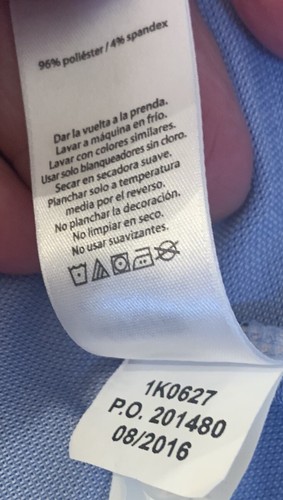 96% poliéster / 4% spandex
Dar la vuelta a la prenda.
Lavar a máquina en frío.
Lavar con colores similares.
Usar solo blanqueadores sin cloro.
Secar en secadora suave.
Planchar solo a temperatura
media por el reverso.
No planchar la decoración.
No limpiar en seco.
No usar suavizantes.
1K0627
P.O. 201480
08/2016